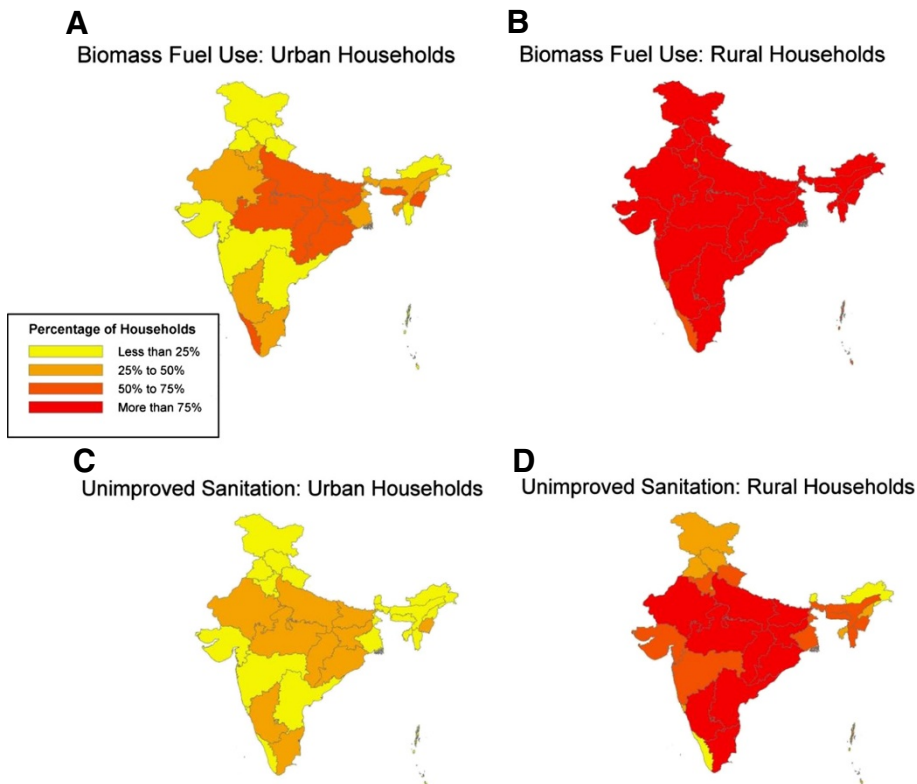 A
Biomass Fuel Use: Urban Households
B
Biomass Fuel Use: Rural Households
Percentage of Households
Less than 25%
25% to 50%
50% to 75%
More than 75%
C
Unimproved Sanitation: Urban Households
D
Unimproved Sanitation: Rural Households